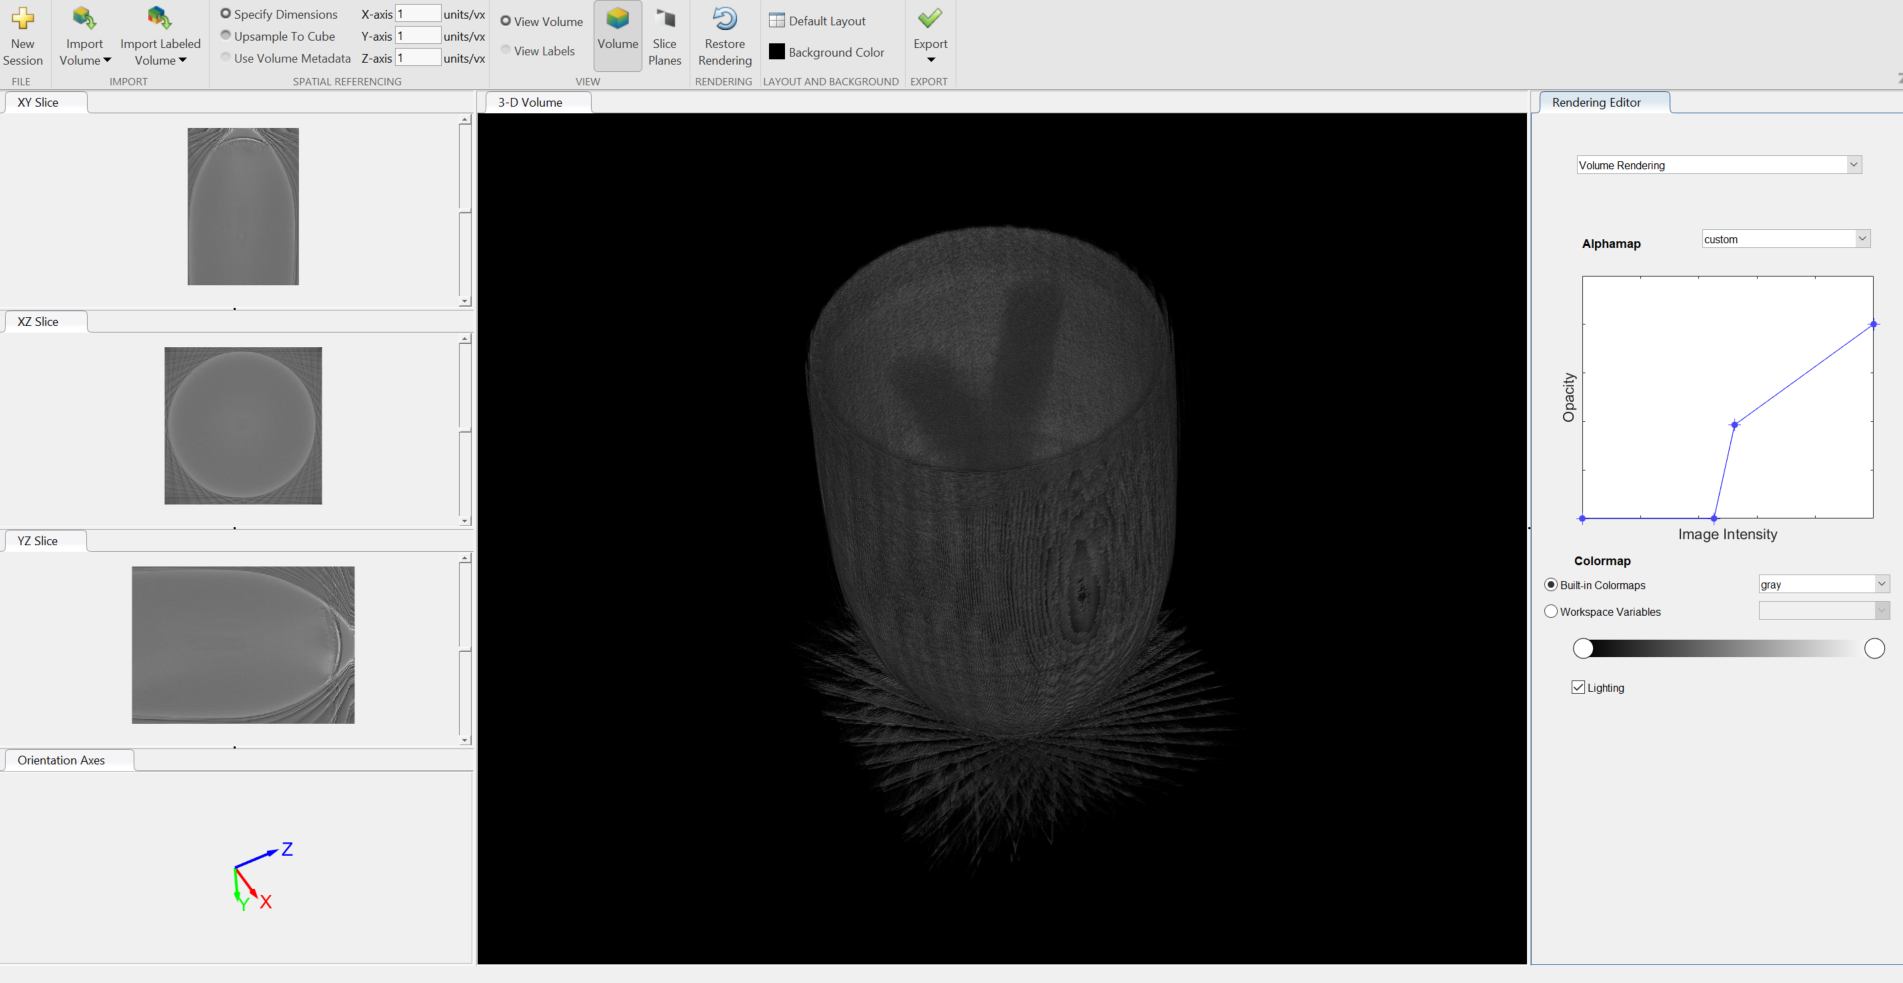 New Session
Import Volume
Import Labeled Volume
FILE
IMPORT
Specify Dimensions
Upsample To Cube
Use Volume Metadata
X-axis 1 units/vx
Y-axis 1 units/vx
Z-axis 1 units/vx
SPATIAL REFERENCING
View Volume
View Labels
Volume
Slice Planes
VIEW
Restore Rendering
RENDERING
Default Layout
Background Color
LAYOUT AND BACKGROUND
Export
EXPORT
XY Slice
XZ Slice
YZ Slice
Orientation Axes
Z
Y
X
3-D Volume
Rendering Editor
Volume Rendering
Alphamap
custom
Opacity
Image Intensity
Colormap
Built-in Colormaps
gray
Workspace Variables
Lighting